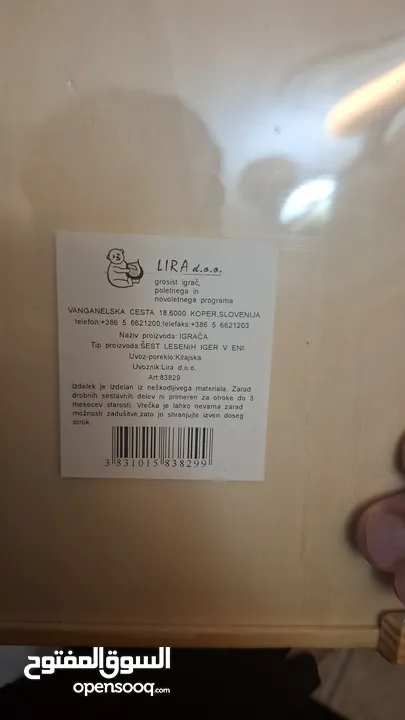 LIRA d.o.o.
grosist igrač,
poletnega in
novoletnega programa
VANGANELSKA CESTA 18,6000 KOPER,SLOVENIJA
telefon:+386 5 6621200,telefaks:+386 5 6621203
Naziv proizvoda: IGRAČA
Tip proizvoda:ŠEST LESENIH IGER V ENI
Uvoz-poreklo:Kitajska
Uvoznik:Lira d.o.o.
Art:83829
Izdelek je izdelan iz neškodljivega materiala. Zaradi
drobnih sestavnih delov ni primeren za otroke do 3
mesecev starosti. Vrečka je lahko nevarna zaradi
možnosti zadušitve,zato jo shranjujte izven doseg
otrok.
3 831015 838299
السوق المفتوح
opensooq.com